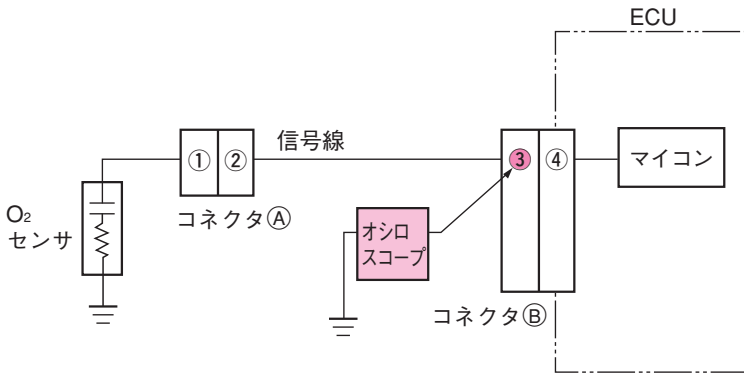 ECU
信号線
①
②
③
④
マイコン
O₂
センサ
コネクタⒶ
オシロ
スコープ
コネクタⒷ